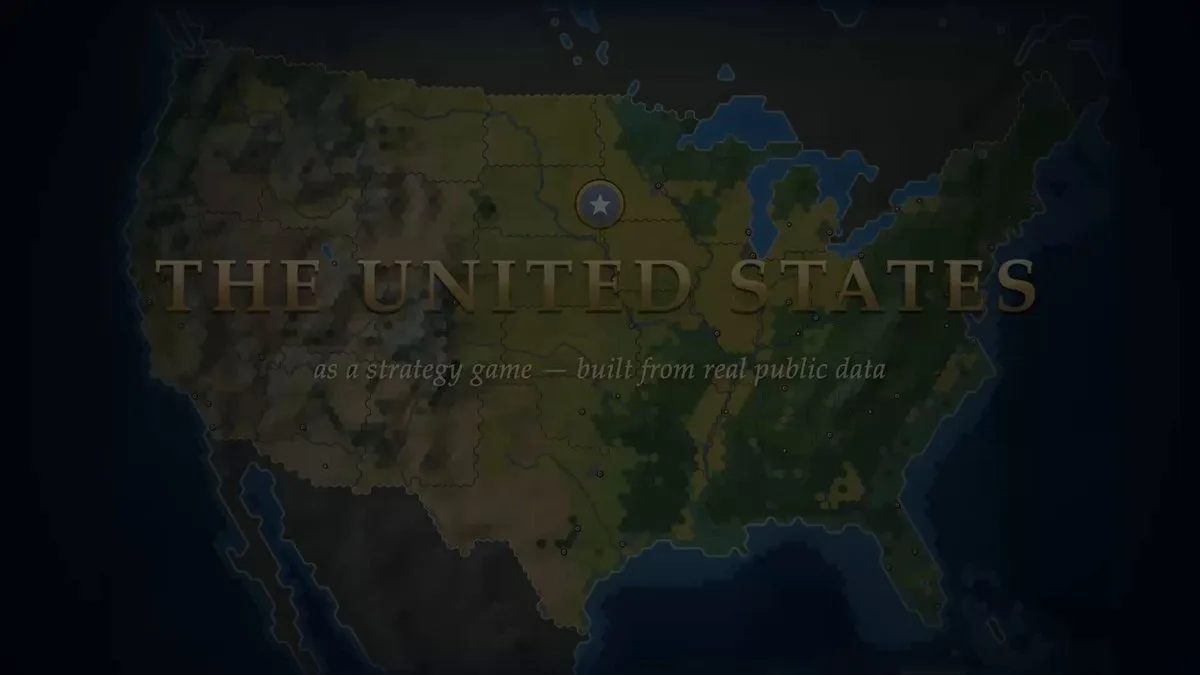 THE UNITED STATES
as a strategy game — built from real public data